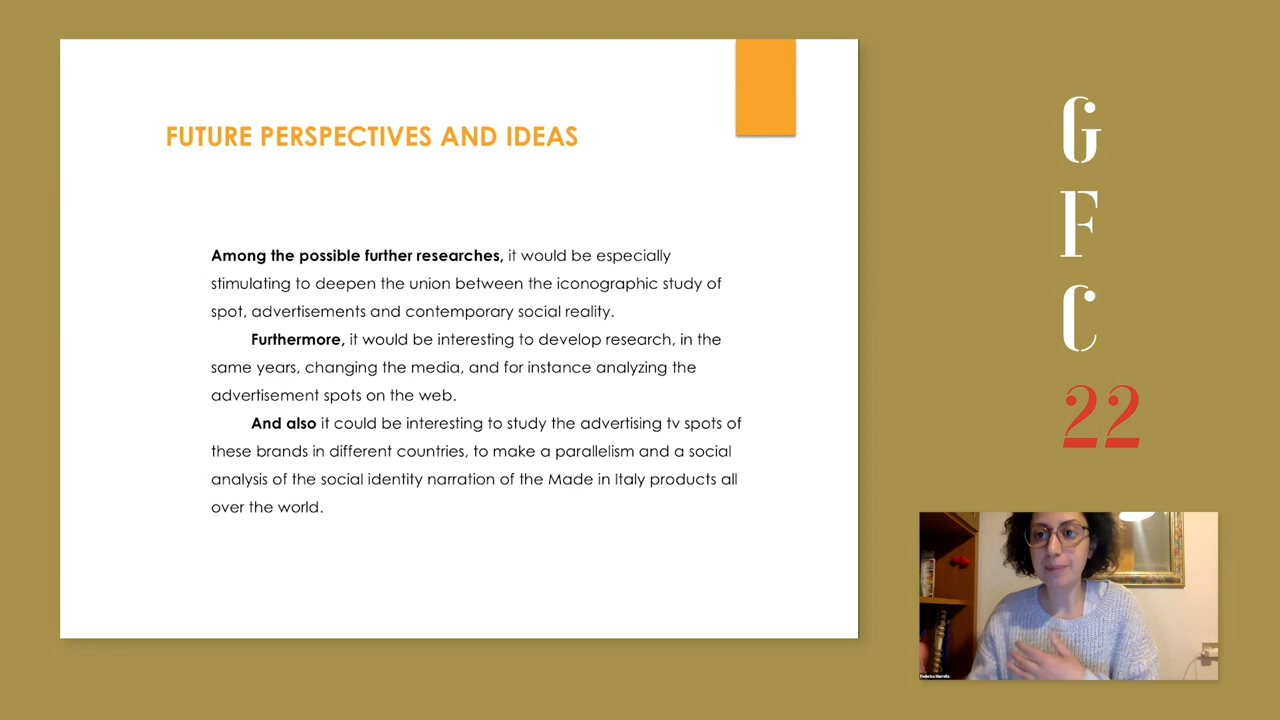 FUTURE PERSPECTIVES AND IDEAS
Among the possible further researches, it would be especially
stimulating to deepen the union between the iconographic study of
spot, advertisements and contemporary social reality.
Furthermore, it would be interesting to develop research, in the
same years, changing the media, and for instance analyzing the
advertisement spots on the web.
And also it could be interesting to study the advertising tv spots of
these brands in different countries, to make a parallelism and a social
analysis of the social identity narration of the Made in Italy products all
over the world.
G
F
C
22
Federica Marrella